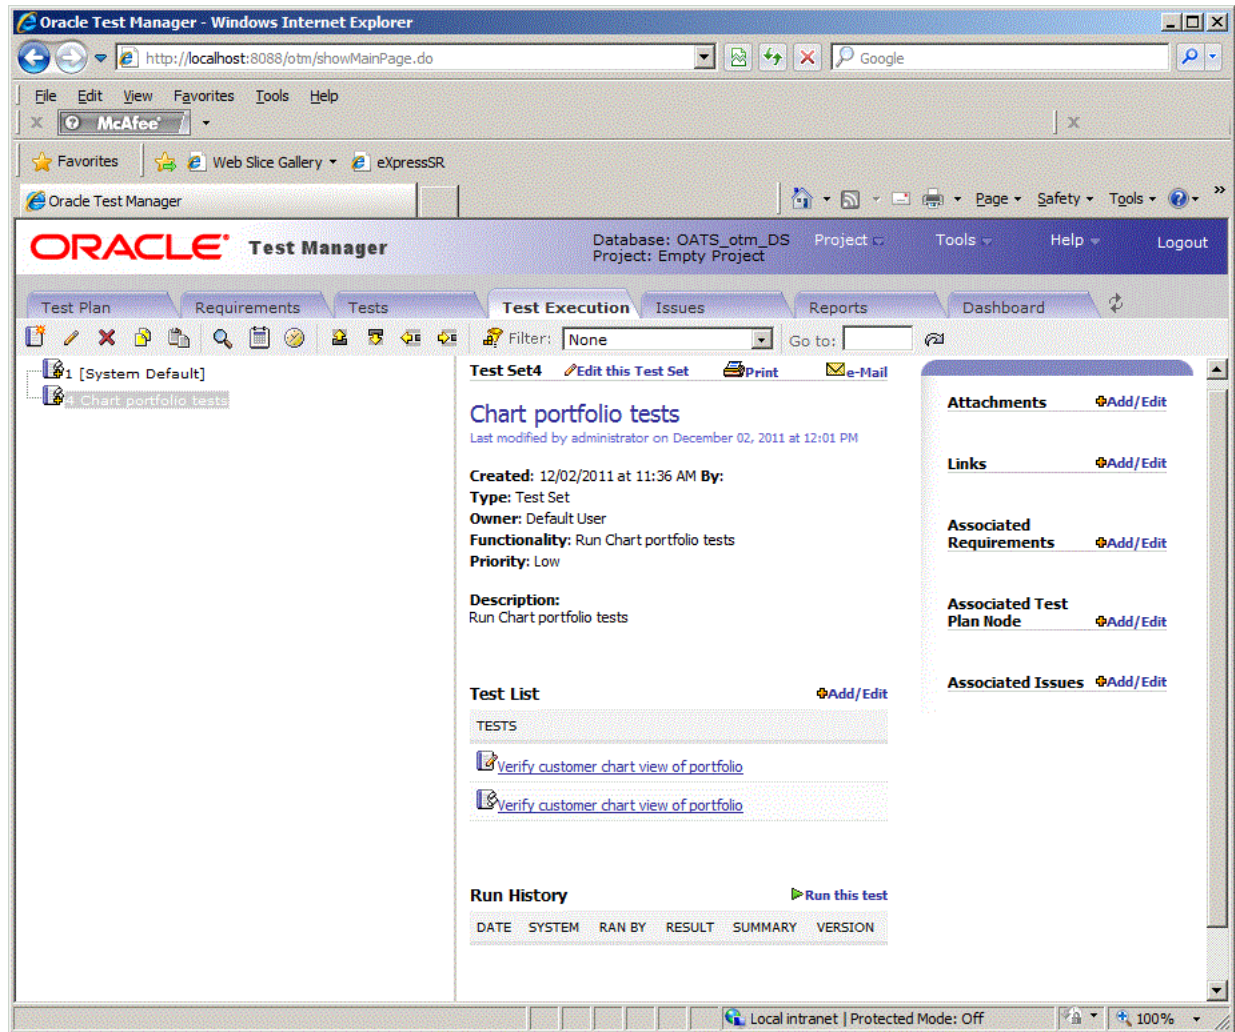 Oracle Test Manager - Windows Internet Explorer
http://localhost:8088/otm/showMainPage.do
Google
File Edit View Favorites Tools Help
x McAfee x
Favorites Web Slice Gallery eXpressSR
Oracle Test Manager Page Safety Tools »
ORACLE Test Manager Database: OATS_otm_DS Project Tools Help Logout
Project: Empty Project
Test Plan Requirements Tests Test Execution Issues Reports Dashboard
Filter: None Go to:
1 [System Default]
4 Chart portfolio tests
Test Set4 Edit this Test Set Print e-Mail
Chart portfolio tests
Last modified by administrator on December 02, 2011 at 12:01 PM
Created: 12/02/2011 at 11:36 AM By:
Type: Test Set
Owner: Default User
Functionality: Run Chart portfolio tests
Priority: Low
Description:
Run Chart portfolio tests
Test List Add/Edit
TESTS
Verify customer chart view of portfolio
Verify customer chart view of portfolio
Run History Run this test
DATE SYSTEM RAN BY RESULT SUMMARY VERSION
Attachments Add/Edit
Links Add/Edit
Associated
Requirements Add/Edit
Associated Test
Plan Node Add/Edit
Associated Issues Add/Edit
Local intranet | Protected Mode: Off 100%